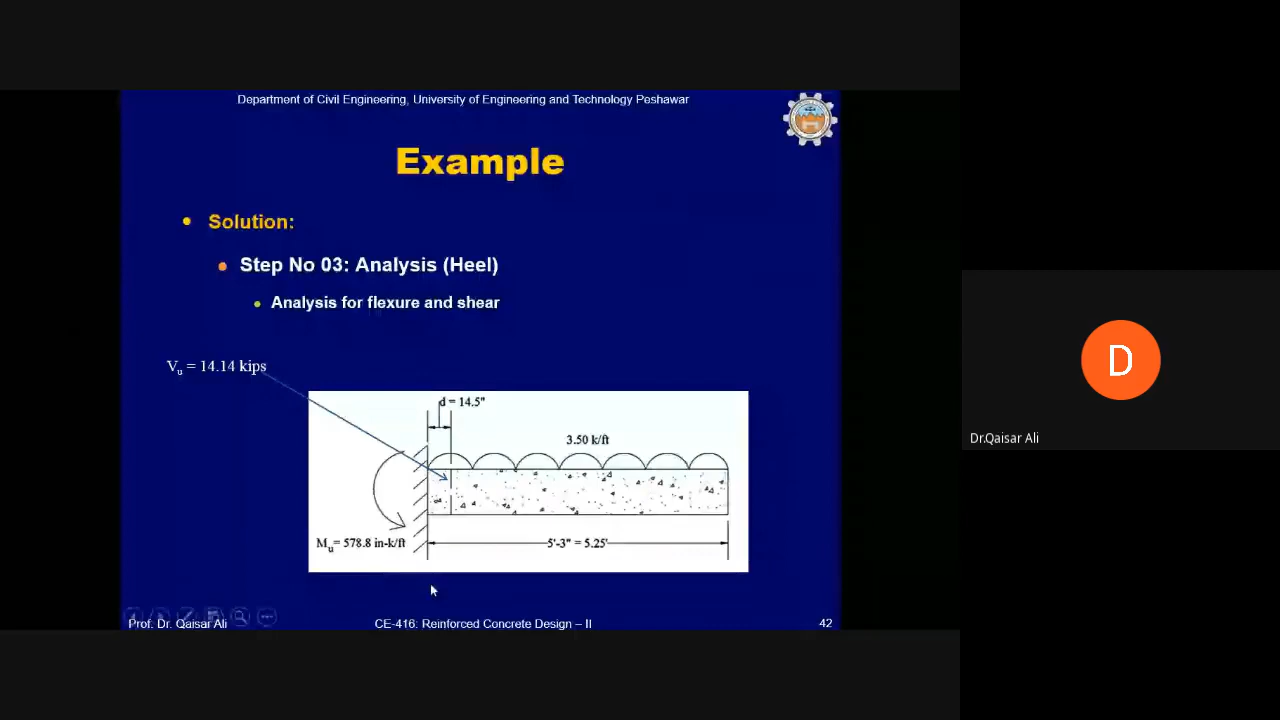 Department of Civil Engineering, University of Engineering and Technology Peshawar
Example
• Solution:
• Step No 03: Analysis (Heel)
• Analysis for flexure and shear
Vu = 14.14 kips
d = 14.5"
3.50 k/ft
Mu= 578.8 in-k/ft
5'-3" = 5.25'
D
Dr.Qaisar Ali
Prof: Dr. Qaisar Ali
CE-416: Reinforced Concrete Design – II
42